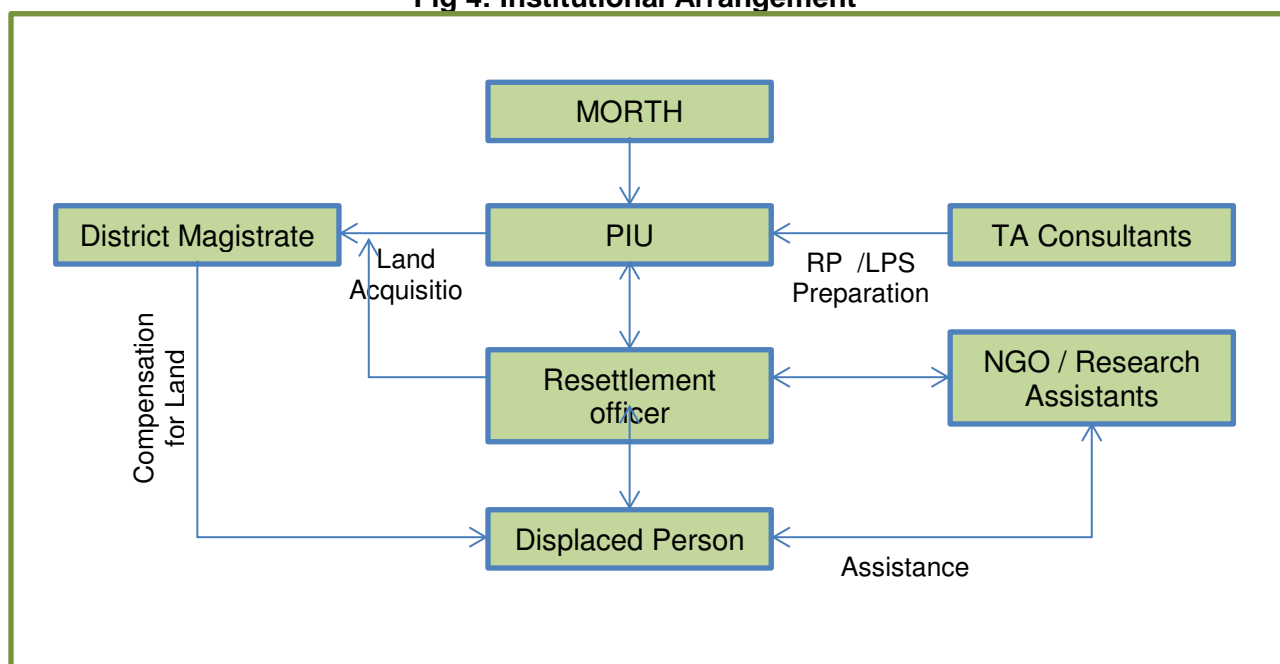 Fig 4: Institutional Arrangement
MORTH
District Magistrate
PIU
TA Consultants
Land
Acquisitio
RP /LPS
Preparation
Compensation
for Land
Resettlement
officer
NGO / Research
Assistants
Displaced Person
Assistance